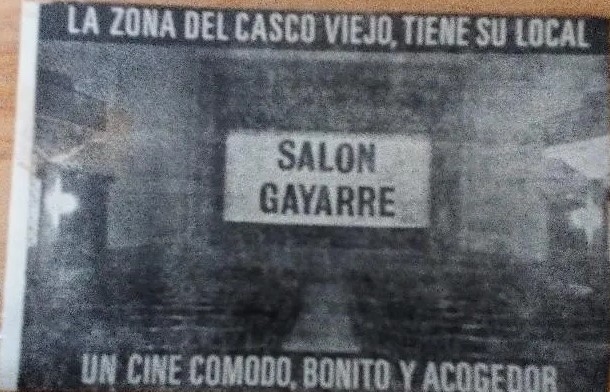 LA ZONA DEL CASCO VIEJO, TIENE SU LOCAL
SALON
GAYARRE
UN CINE COMODO, BONITO Y ACOGEDOR